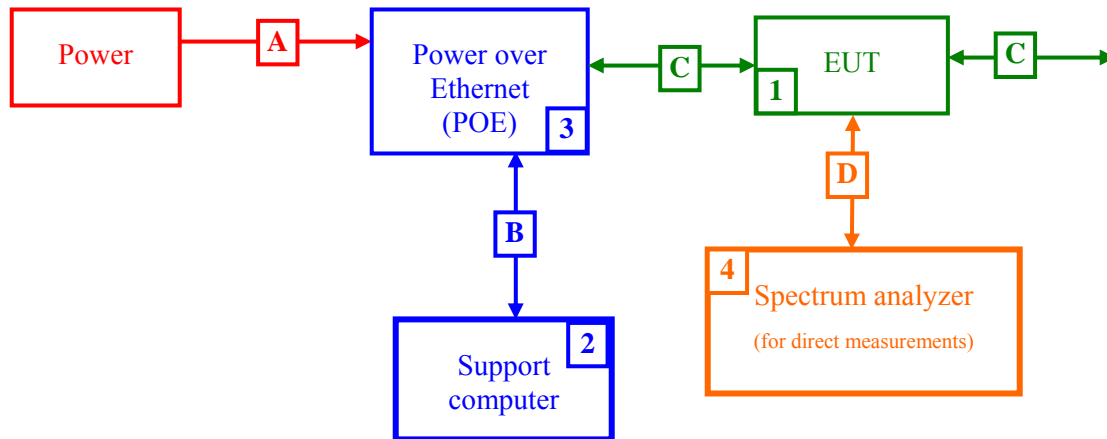 Power
A
Power over
Ethernet
(POE)
3
C
EUT
1
C
D
B
4
Spectrum analyzer
(for direct measurements)
2
Support
computer